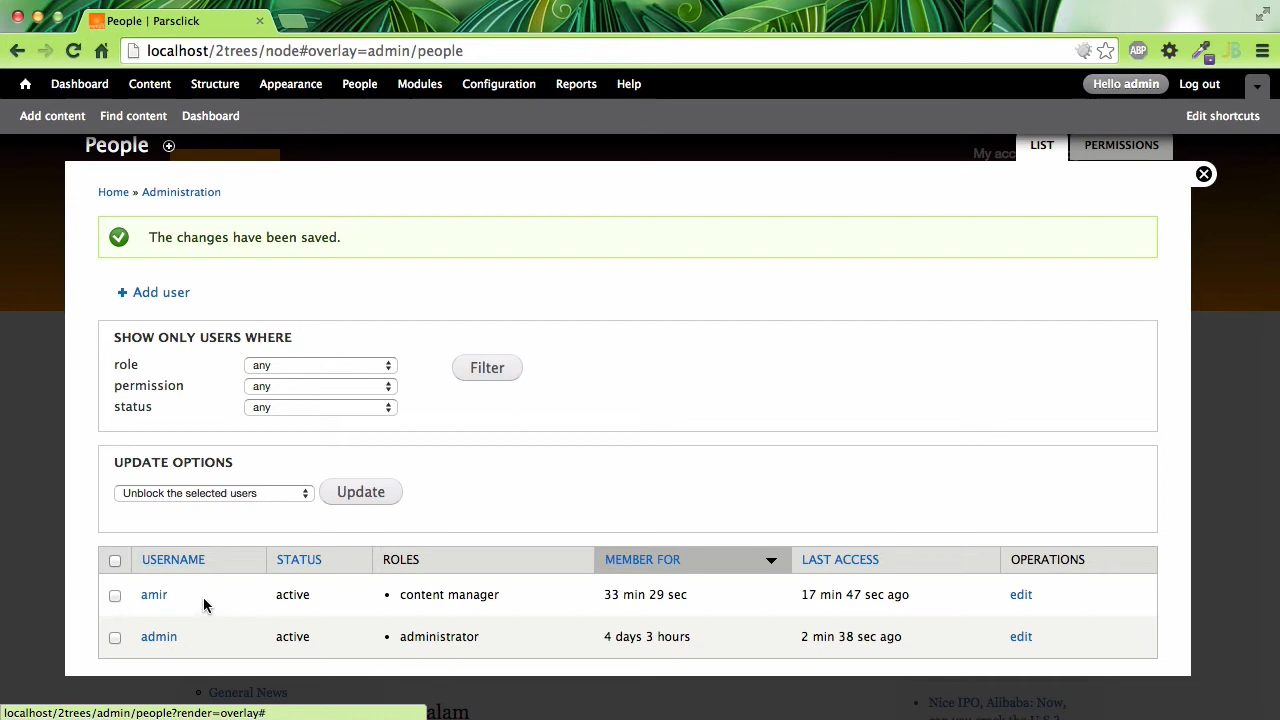 People | Parsclick
localhost/2trees/node#overlay=admin/people
ABP
JB
Dashboard Content Structure Appearance People Modules Configuration Reports Help Hello admin Log out
Add content Find content Dashboard Edit shortcuts
People My acc LIST PERMISSIONS
Home » Administration
The changes have been saved.
Add user
SHOW ONLY USERS WHERE
role any Filter
permission any
status any
UPDATE OPTIONS
Unblock the selected users Update
USERNAME STATUS ROLES MEMBER FOR LAST ACCESS OPERATIONS
amir active • content manager 33 min 29 sec 17 min 47 sec ago edit
admin active • administrator 4 days 3 hours 2 min 38 sec ago edit
General News
Nice IPO, Alibaba: Now,
localhost/2trees/admin/people?render=overlay#
alam